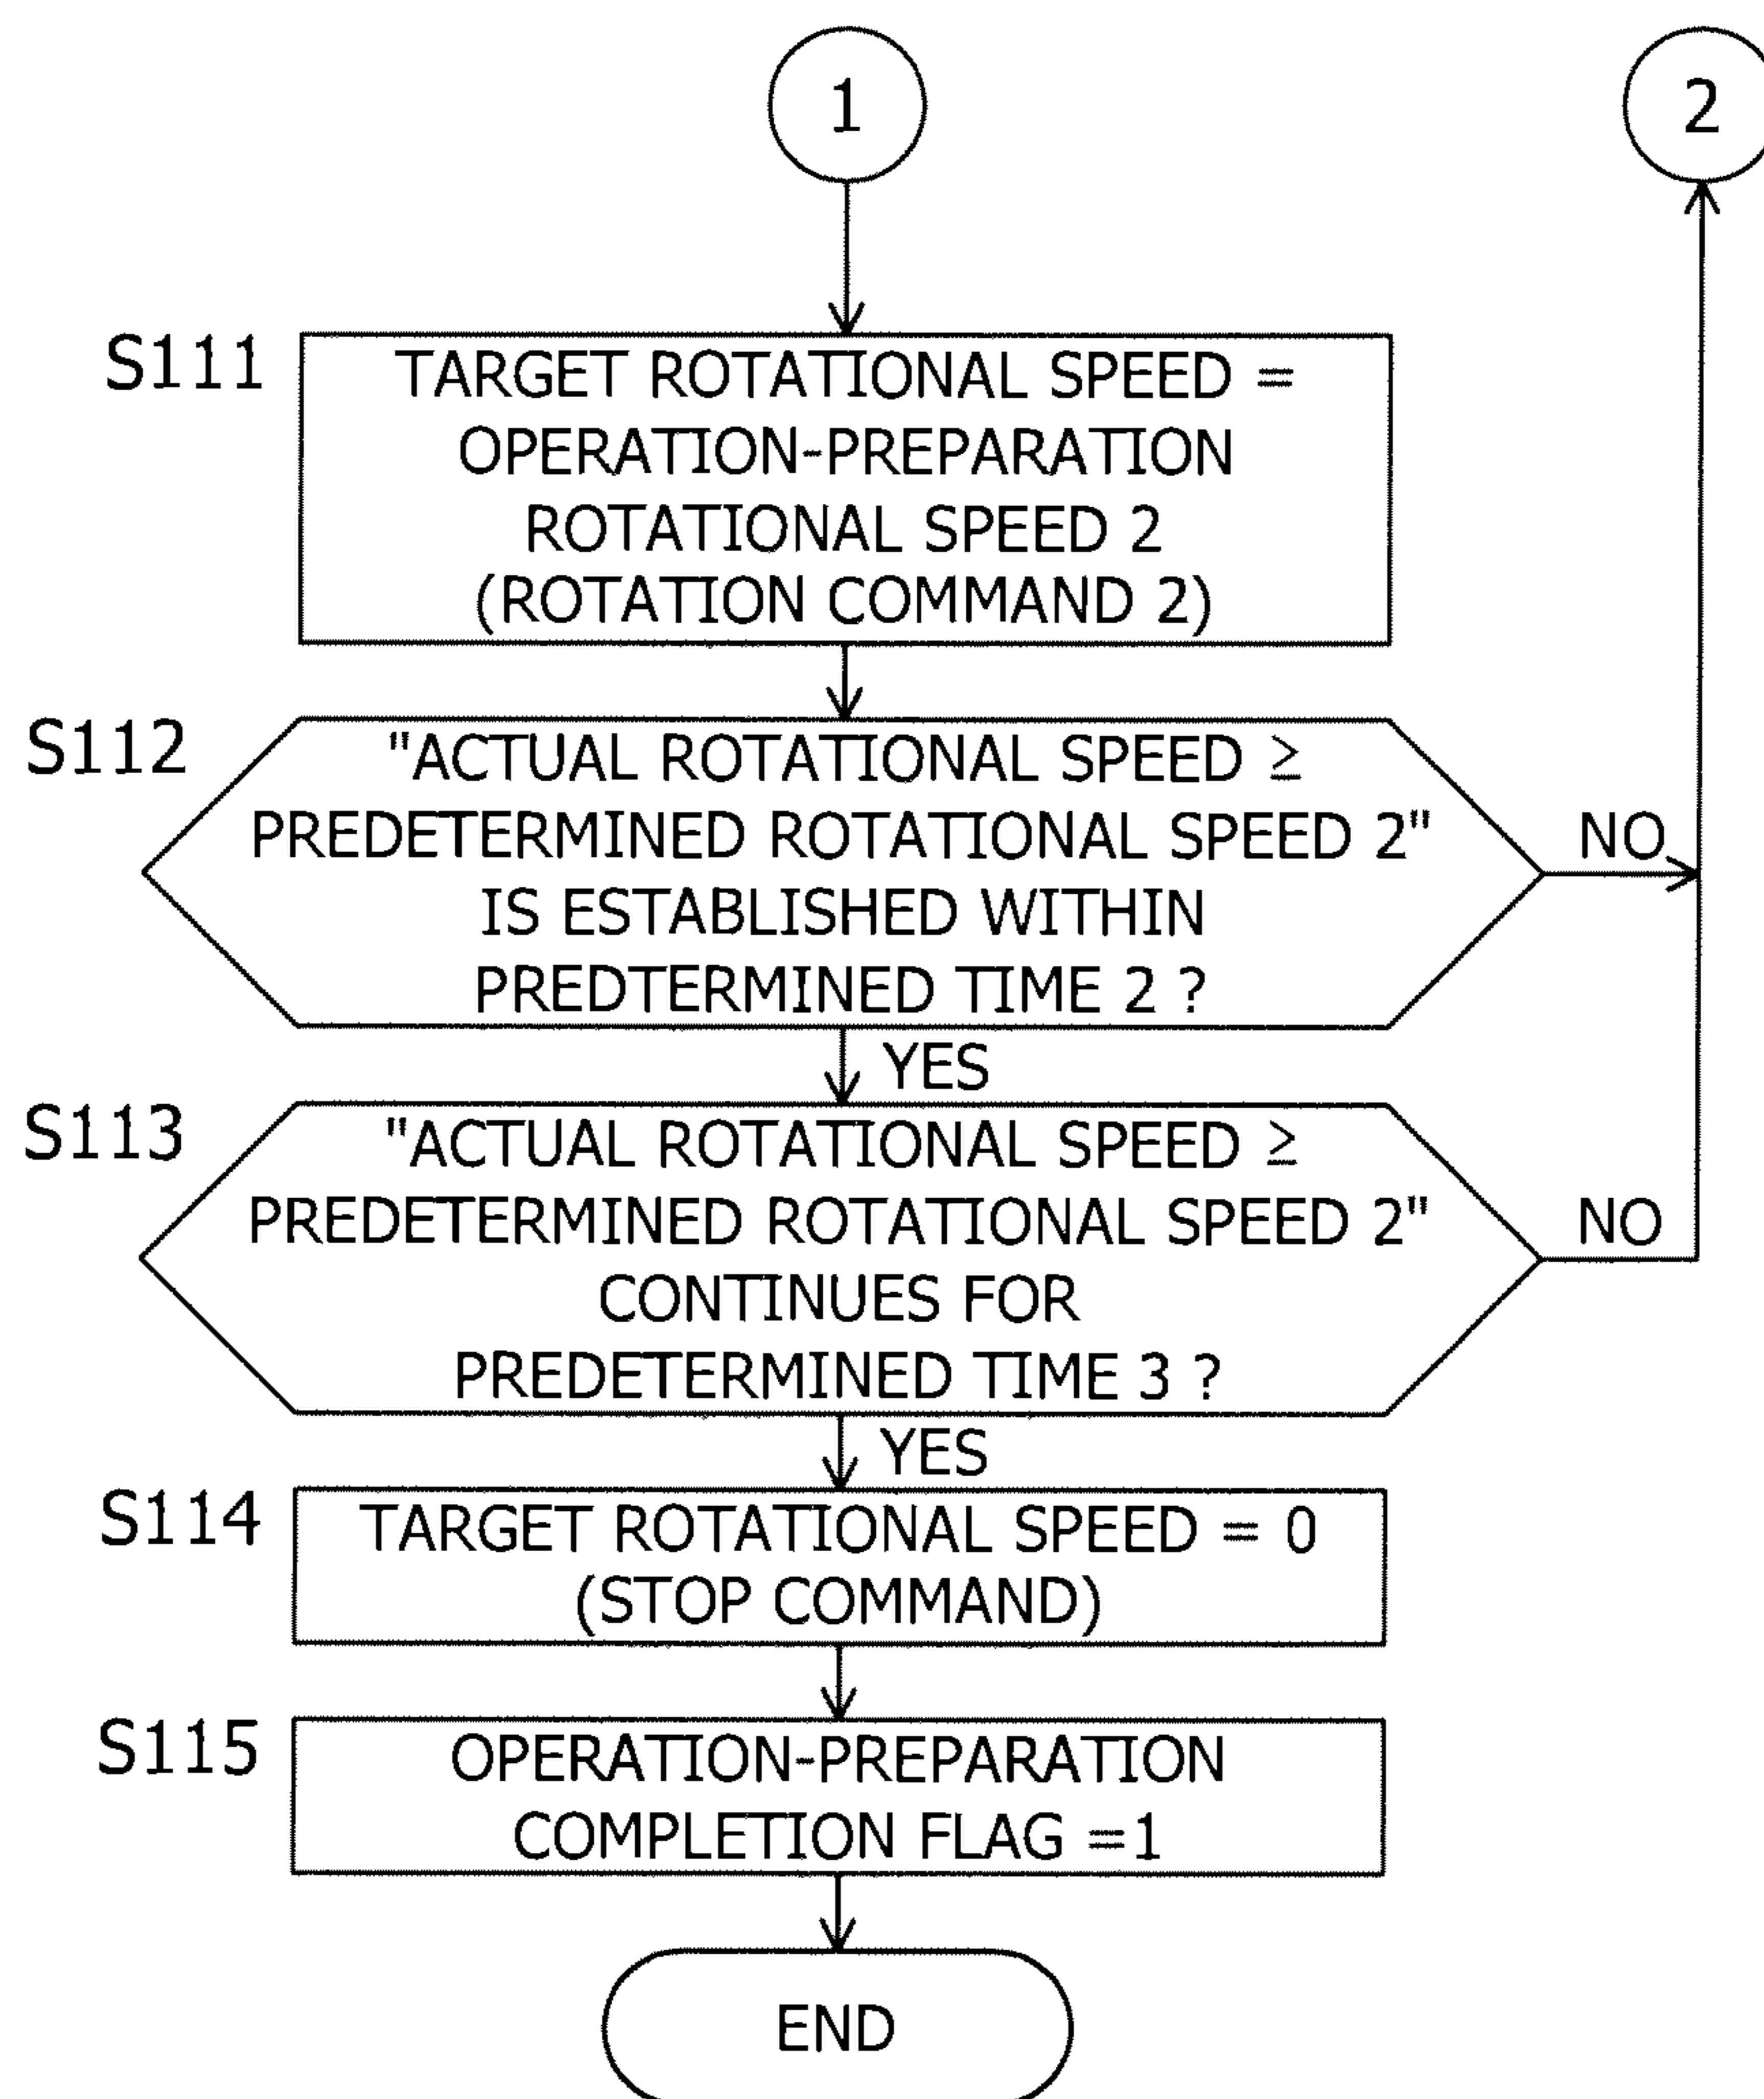 1
2
S111
TARGET ROTATIONAL SPEED =
OPERATION-PREPARATION
ROTATIONAL SPEED 2
(ROTATION COMMAND 2)
S112
"ACTUAL ROTATIONAL SPEED ≥
PREDETERMINED ROTATIONAL SPEED 2"
IS ESTABLISHED WITHIN
PREDTERMINED TIME 2 ?
NO
YES
S113
"ACTUAL ROTATIONAL SPEED ≥
PREDETERMINED ROTATIONAL SPEED 2"
CONTINUES FOR
PREDETERMINED TIME 3 ?
NO
YES
S114
TARGET ROTATIONAL SPEED = 0
(STOP COMMAND)
S115
OPERATION-PREPARATION
COMPLETION FLAG =1
END